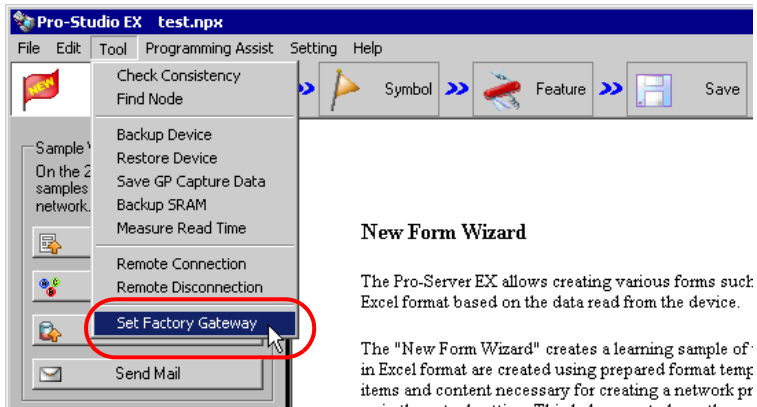 Pro-Studio EX test.npx
File Edit Tool Programming Assist Setting Help
NEW Symbol Feature Save
Check Consistency
Find Node
Backup Device
Restore Device
Save GP Capture Data
Backup SRAM
Measure Read Time
Remote Connection
Remote Disconnection
Set Factory Gateway
Sample
On the 2
samples
network.
Send Mail
New Form Wizard
The Pro-Server EX allows creating various forms such
Excel format based on the data read from the device.
The "New Form Wizard" creates a learning sample of
in Excel format are created using prepared format temp
items and content necessary for creating a network pr